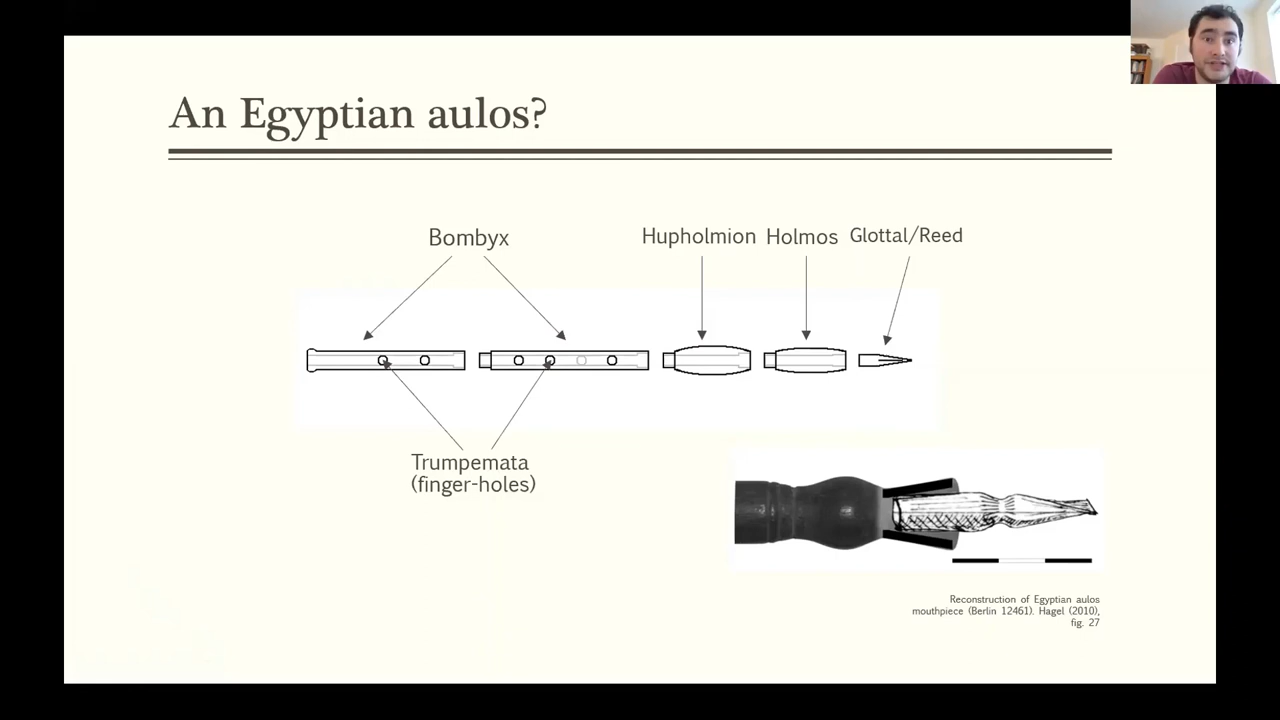 An Egyptian aulos?
Bombyx
Hupholmion
Holmos
Glottal/Reed
Trumpemata
(finger-holes)
Reconstruction of Egyptian aulos
mouthpiece (Berlin 12461). Hagel (2010),
fig. 27